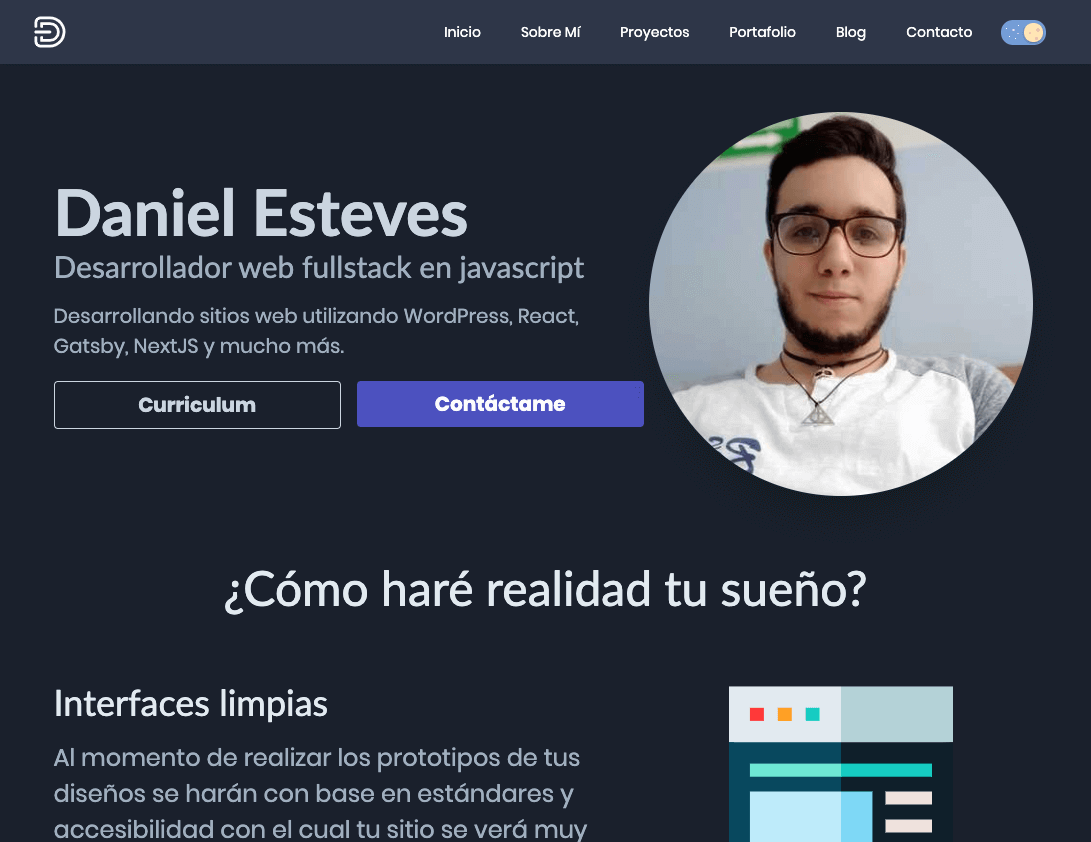 Inicio Sobre Mí Proyectos Portafolio Blog Contacto
Daniel Esteves
Desarrollador web fullstack en javascript
Desarrollando sitios web utilizando WordPress, React,
Gatsby, NextJS y mucho más.
Curriculum Contáctame
¿Cómo haré realidad tu sueño?
Interfaces limpias
Al momento de realizar los prototipos de tus
diseños se harán con base en estándares y
accesibilidad con el cual tu sitio se verá muy